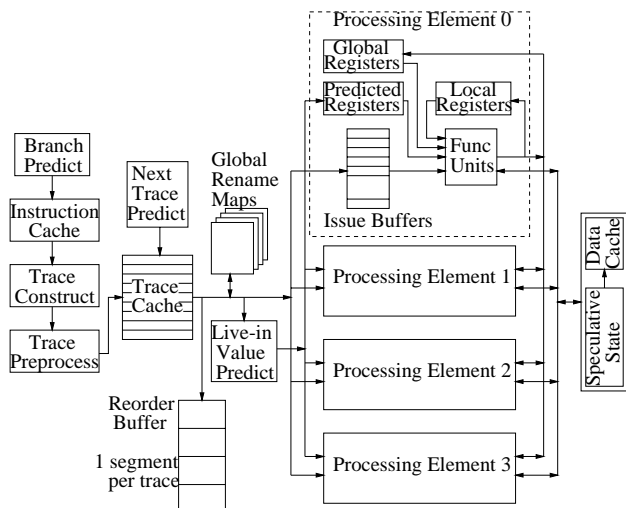 Processing Element 0
Global
Registers
Predicted
Registers
Local
Registers
Func
Units
Issue Buffers
Branch
Predict
Next
Trace
Predict
Global
Rename
Maps
Instruction
Cache
Trace
Construct
Trace
Preprocess
Trace
Cache
Live-in
Value
Predict
Reorder
Buffer
1 segment
per trace
Processing Element 1
Processing Element 2
Processing Element 3
Data
Cache
Speculative
State